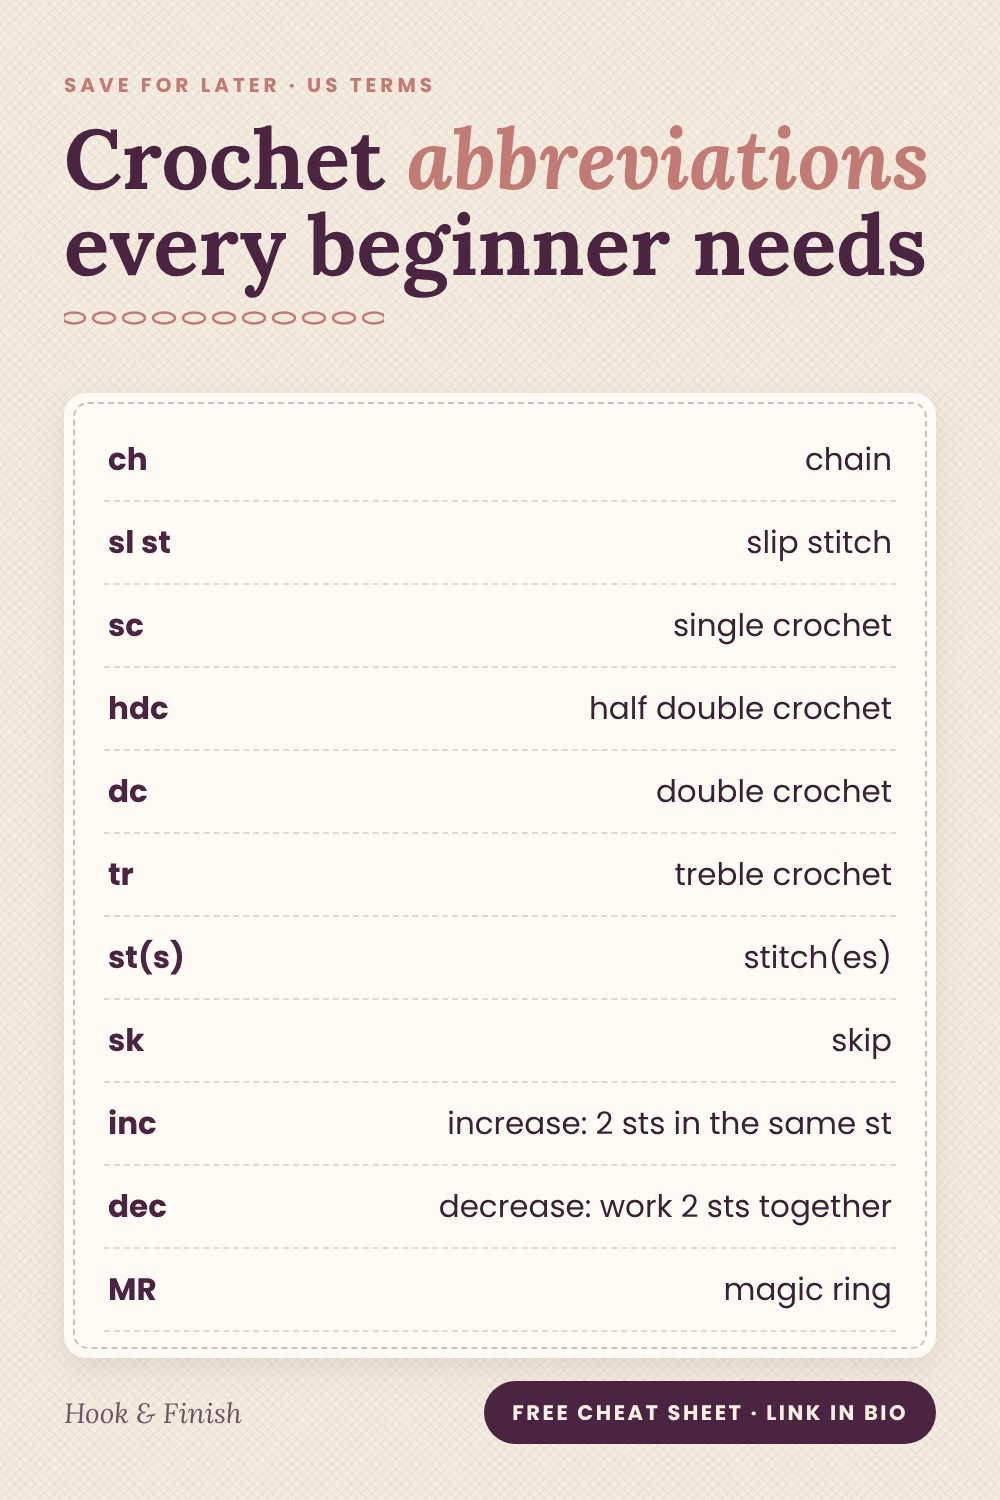 SAVE FOR LATER · US TERMS
Crochet abbreviations
every beginner needs
ch chain
sl st slip stitch
sc single crochet
hdc half double crochet
dc double crochet
tr treble crochet
st(s) stitch(es)
sk skip
inc increase: 2 sts in the same st
dec decrease: work 2 sts together
MR magic ring
Hook & Finish
FREE CHEAT SHEET · LINK IN BIO